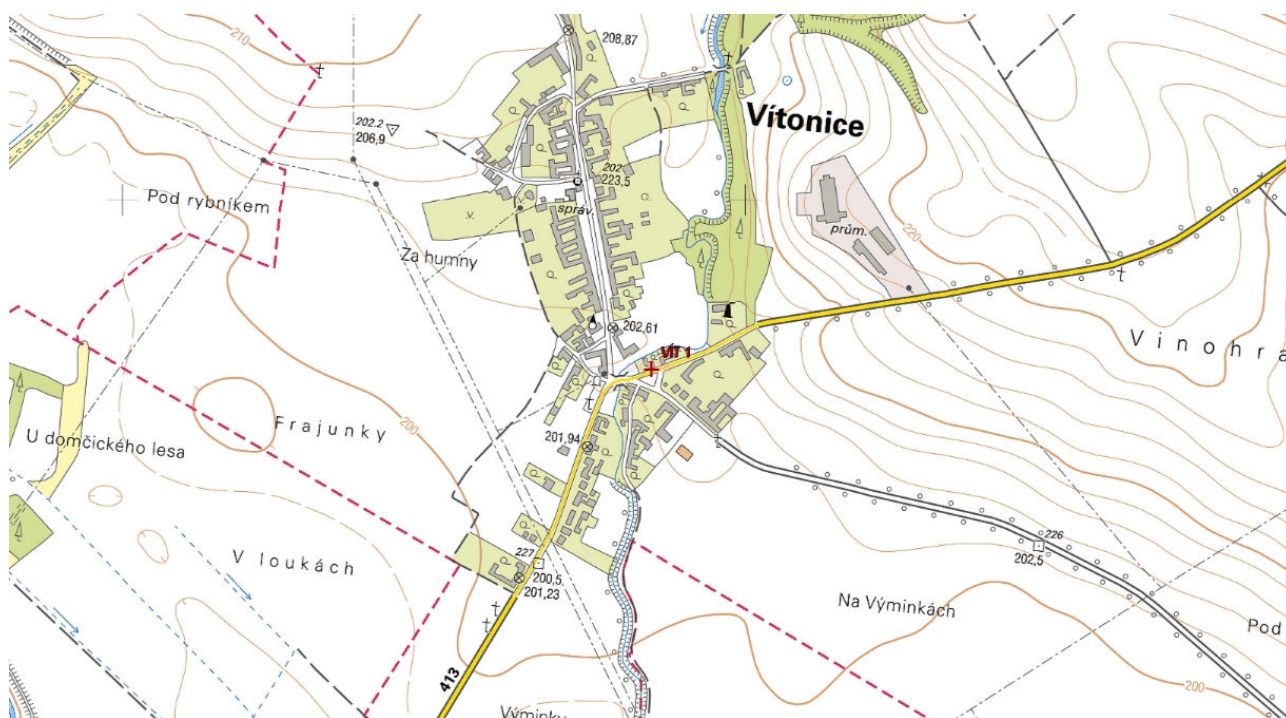 210
208,87
Vítonice
202.2
206,9
202
223,5
Pod rybníkem
správ.
prům.
220
Za humny
202,61
VIT 1
Vinohra
200
Frajunky
201,94
U domčického lesa
226
202,5
V loukách
227
200,5
201,23
Na Výminkách
Pod
413
200
Výminky